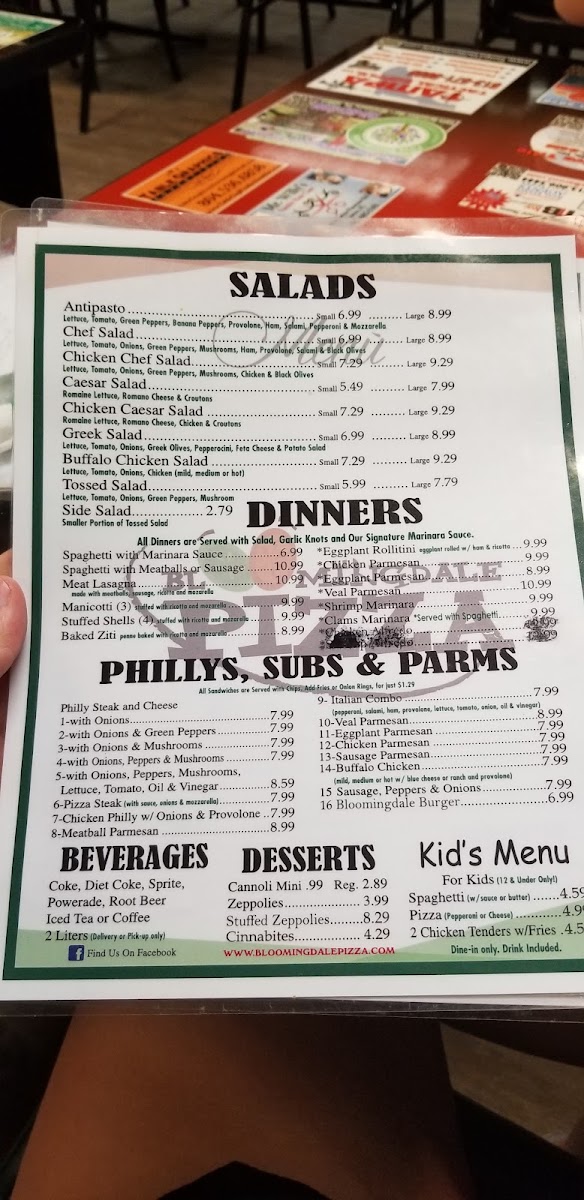 SALADS
Antipasto Small 6.99 Large 8.99
Lettuce, Tomato, Green Peppers, Banana Peppers, Provolone, Ham, Salami, Pepperoni & Mozzarella
Menu
Chef Salad Small 6.99 Large 8.99
Lettuce, Tomato, Onions, Green Peppers, Mushrooms, Ham, Provolone, Salami & Black Olives
Chicken Chef Salad Small 7.29 Large 9.29
Lettuce, Tomato, Onions, Green Peppers, Mushrooms, Chicken & Black Olives
Caesar Salad Small 5.49 Large 7.99
Romaine Lettuce, Romano Cheese & Croutons
Chicken Caesar Salad Small 7.29 Large 9.29
Romaine Lettuce, Romano Cheese, Chicken & Croutons
Greek Salad Small 6.99 Large 8.99
Lettuce, Tomato, Onions, Greek Olives, Pepperocini, Feta Cheese & Potato Salad
Buffalo Chicken Salad Small 7.29 Large 9.29
Lettuce, Tomato, Onions, Chicken (mild, medium or hot)
Tossed Salad Small 5.99 Large 7.79
Lettuce, Tomato, Onions, Green Peppers, Mushroom
Side Salad 2.79
Smaller Portion of Tossed Salad
DINNERS
All Dinners are Served with Salad, Garlic Knots and Our Signature Marinara Sauce.
Spaghetti with Marinara Sauce 6.99
Spaghetti with Meatballs or Sausage 10.99
Meat Lasagna 10.99
made with meatballs, sausage, ricotta and mozzarella
Manicotti (3) stuffed with ricotta and mozzarella 9.99
Stuffed Shells (4) stuffed with ricotta and mozzarella 9.99
Baked Ziti penne baked with ricotta and mozzarella 8.99
*Eggplant Rollitini eggplant rolled w/ ham & ricotta 9.99
*Chicken Parmesan 9.99
*Eggplant Parmesan 8.99
*Veal Parmesan 10.99
*Shrimp Marinara 9.99
*Clams Marinara *Served with Spaghetti 9.99
BLOOMINGDALE
PIZZA
PHILLYS, SUBS & PARMS
All Sandwiches are Served with Chips. Add Fries or Onion Rings, for just $1.29
Philly Steak and Cheese
1-with Onions 7.99
2-with Onions & Green Peppers 7.99
3-with Onions & Mushrooms 7.99
4-with Onions, Peppers & Mushrooms 7.99
5-with Onions, Peppers, Mushrooms,
Lettuce, Tomato, Oil & Vinegar 8.59
6-Pizza Steak (with sauce, onions & mozzarella) 7.99
7-Chicken Philly w/ Onions & Provolone 7.99
8-Meatball Parmesan 8.99
9- Italian Combo 7.99
(pepperoni, salami, ham, provolone, lettuce, tomato, onion, oil & vinegar)
10-Veal Parmesan 8.99
11-Eggplant Parmesan 7.99
12-Chicken Parmesan 7.99
13-Sausage Parmesan 7.99
14-Buffalo Chicken 7.99
(mild, medium or hot w/ blue cheese or ranch and provolone)
15 Sausage, Peppers & Onions 7.99
16 Bloomingdale Burger 6.99
BEVERAGES
Coke, Diet Coke, Sprite,
Powerade, Root Beer
Iced Tea or Coffee
2 Liters (Delivery or Pick-up only)
Find Us On Facebook
DESSERTS
Cannoli Mini .99 Reg. 2.89
Zeppolies 3.99
Stuffed Zeppolies 8.29
Cinnabites 4.29
WWW.BLOOMINGDALEPIZZA.COM
Kid's Menu
For Kids (12 & Under Only!)
Spaghetti (w/sauce or butter) 4.59
Pizza (Pepperoni or Cheese) 4.99
2 Chicken Tenders w/Fries
Dine-in only. Drink Included.